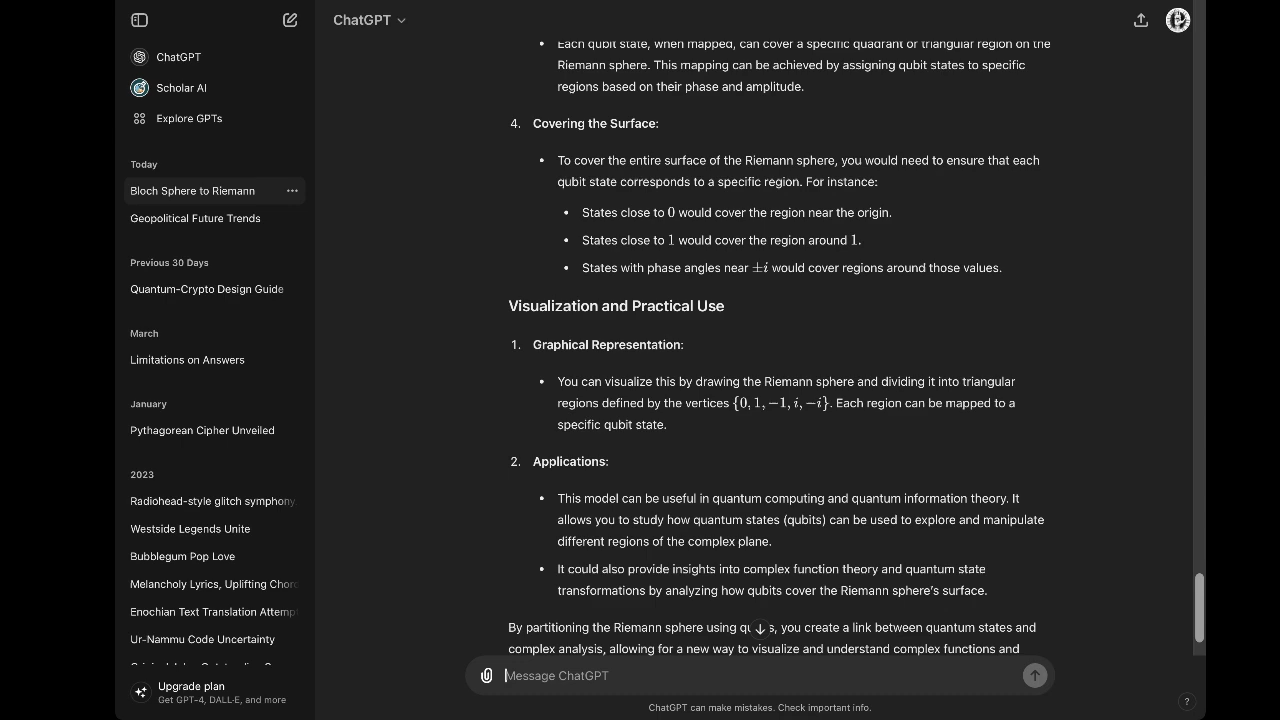 ChatGPT
Scholar AI
Explore GPTs
Today
Bloch Sphere to Riemann
Geopolitical Future Trends
Previous 30 Days
Quantum-Crypto Design Guide
March
Limitations on Answers
January
Pythagorean Cipher Unveiled
2023
Radiohead-style glitch symphony
Westside Legends Unite
Bubblegum Pop Love
Melancholy Lyrics, Uplifting Chor
Enochian Text Translation Attemp
Ur-Nammu Code Uncertainty
Upgrade plan
Get GPT-4, DALL·E, and more
ChatGPT
• Each qubit state, when mapped, can cover a specific quadrant or triangular region on the
Riemann sphere. This mapping can be achieved by assigning qubit states to specific
regions based on their phase and amplitude.
4. Covering the Surface:
• To cover the entire surface of the Riemann sphere, you would need to ensure that each
qubit state corresponds to a specific region. For instance:
• States close to 0 would cover the region near the origin.
• States close to 1 would cover the region around 1.
• States with phase angles near ±i would cover regions around those values.
Visualization and Practical Use
1. Graphical Representation:
• You can visualize this by drawing the Riemann sphere and dividing it into triangular
regions defined by the vertices {0, 1, −1, i, −i}. Each region can be mapped to a
specific qubit state.
2. Applications:
• This model can be useful in quantum computing and quantum information theory. It
allows you to study how quantum states (qubits) can be used to explore and manipulate
different regions of the complex plane.
• It could also provide insights into complex function theory and quantum state
transformations by analyzing how qubits cover the Riemann sphere's surface.
By partitioning the Riemann sphere using qu s, you create a link between quantum states and
complex analysis, allowing for a new way to visualize and understand complex functions and
Message ChatGPT
ChatGPT can make mistakes. Check important info.
?